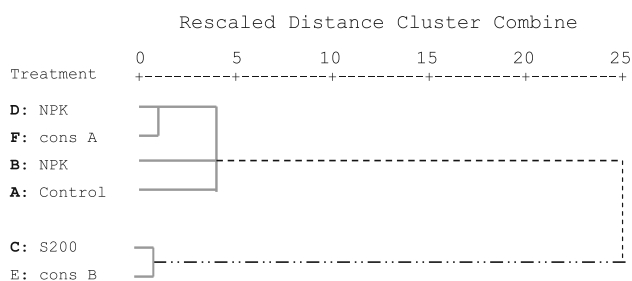 Rescaled Distance Cluster Combine
0 5 10 15 20 25
Treatment
D: NPK
F: cons A
B: NPK
A: Control
C: S200
E: cons B